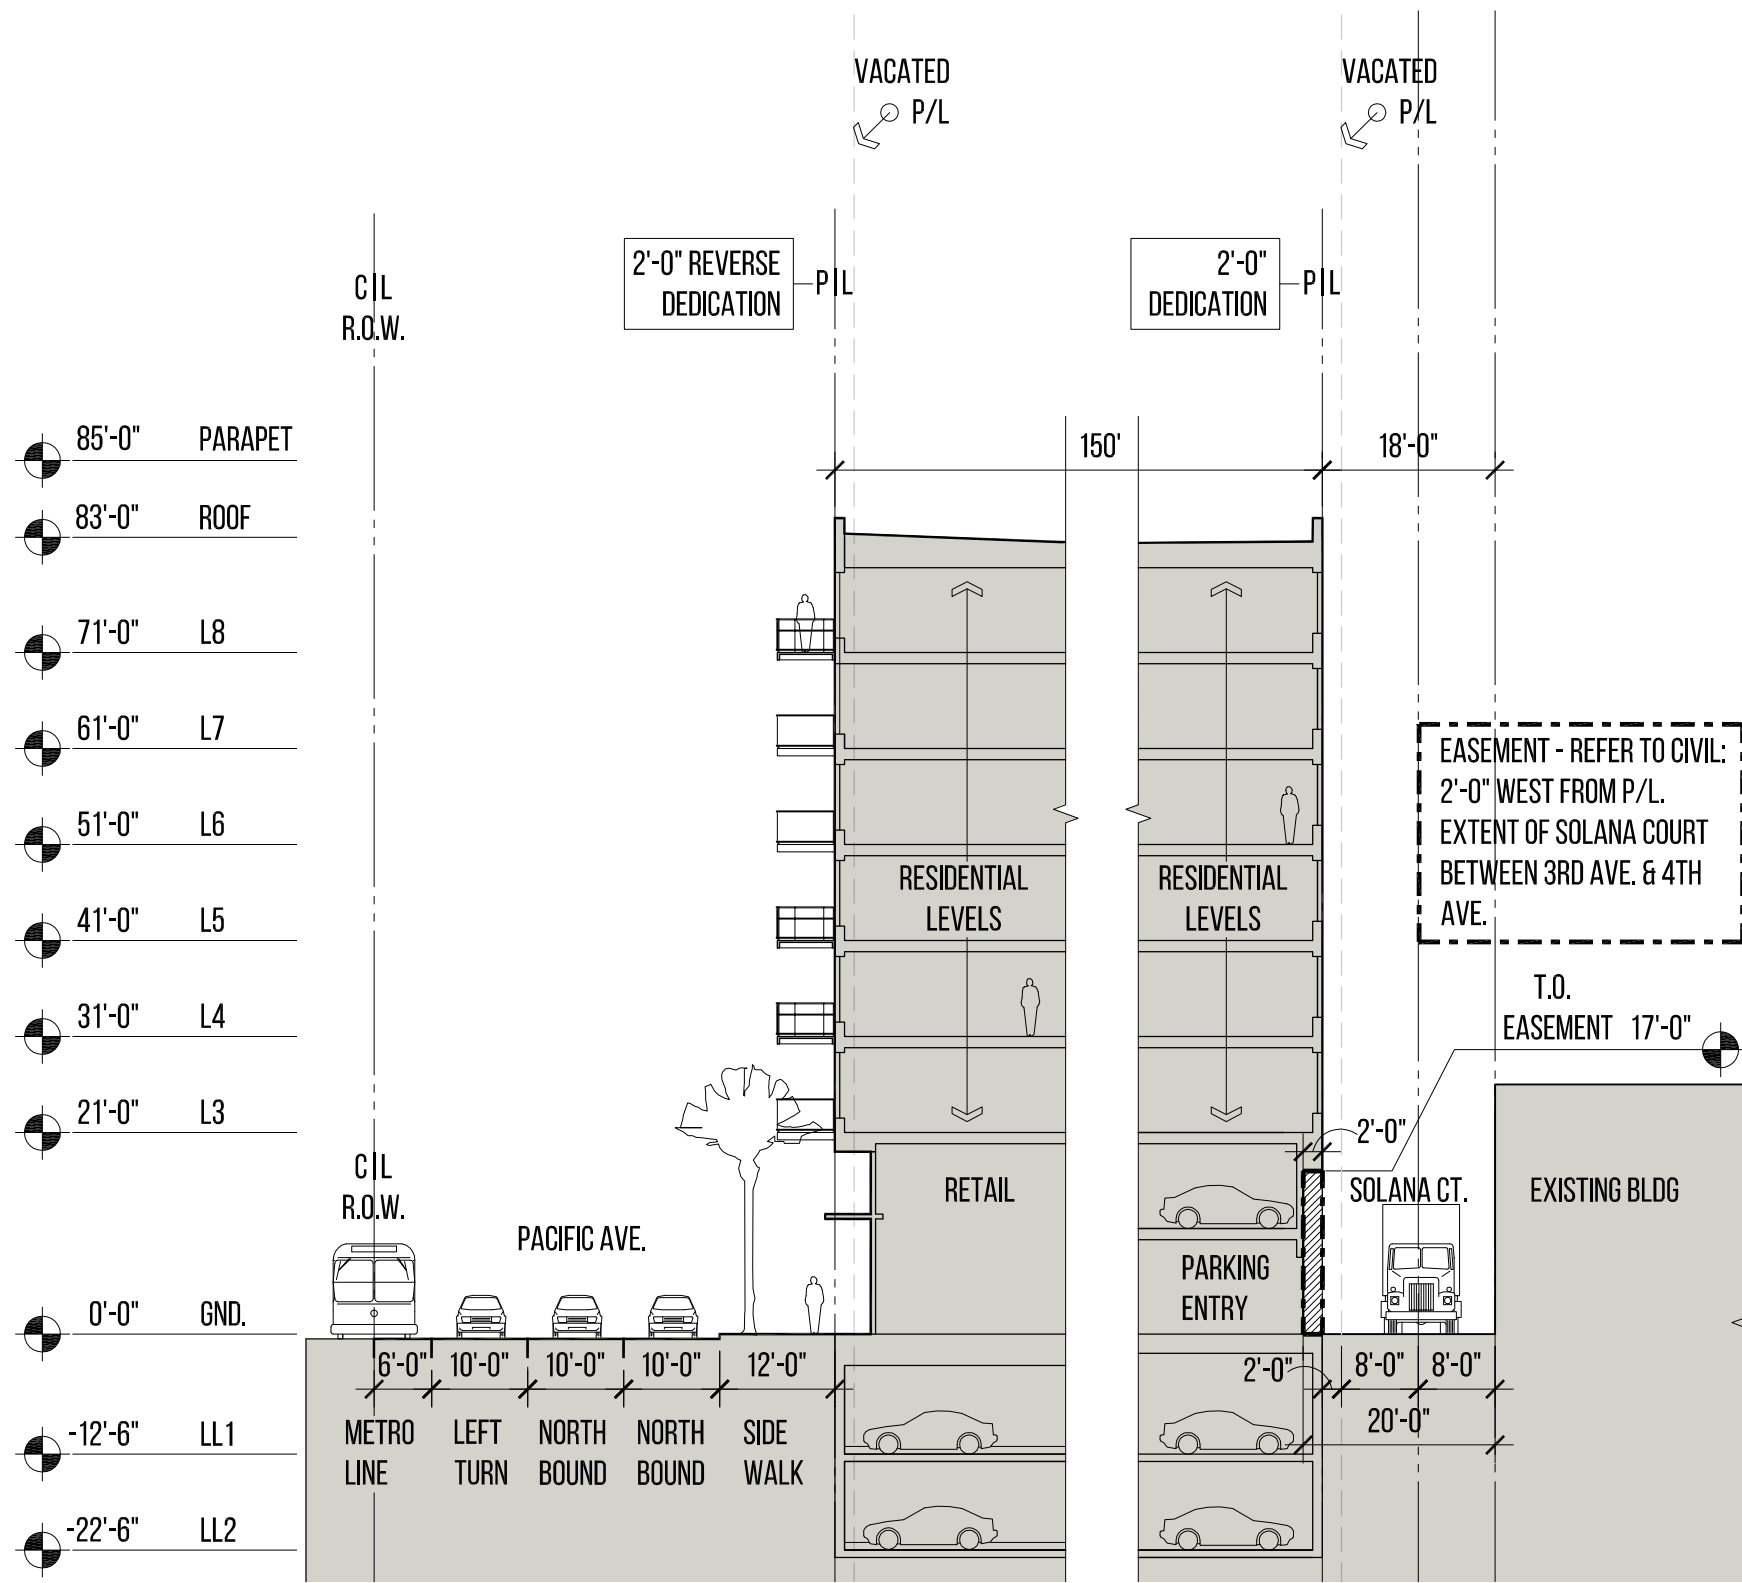 VACATED
P/L
VACATED
P/L
2'-0" REVERSE
DEDICATION
P|L
2'-0"
DEDICATION
P|L
C|L
R.O.W.
85'-0" PARAPET
150'
18'-0"
83'-0" ROOF
71'-0" L8
61'-0" L7
51'-0" L6
41'-0" L5
31'-0" L4
21'-0" L3
0'-0" GND.
-12'-6" LL1
-22'-6" LL2
RESIDENTIAL
LEVELS
RESIDENTIAL
LEVELS
EASEMENT - REFER TO CIVIL:
2'-0" WEST FROM P/L.
EXTENT OF SOLANA COURT
BETWEEN 3RD AVE. & 4TH
AVE.
T.O.
EASEMENT 17'-0"
2'-0"
C|L
R.O.W.
PACIFIC AVE.
RETAIL
PARKING
ENTRY
SOLANA CT.
EXISTING BLDG
6'-0" 10'-0" 10'-0" 10'-0" 12'-0"
2'-0" 8'-0" 8'-0"
20'-0"
METRO
LINE
LEFT
TURN
NORTH
BOUND
NORTH
BOUND
SIDE
WALK